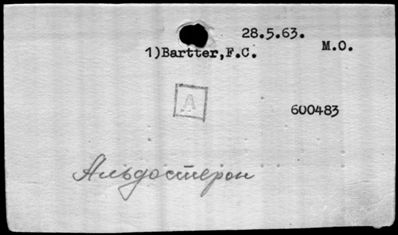 28.5.63.
M.O.
1)Bartter,F.C.
A
600483
Альдостерон